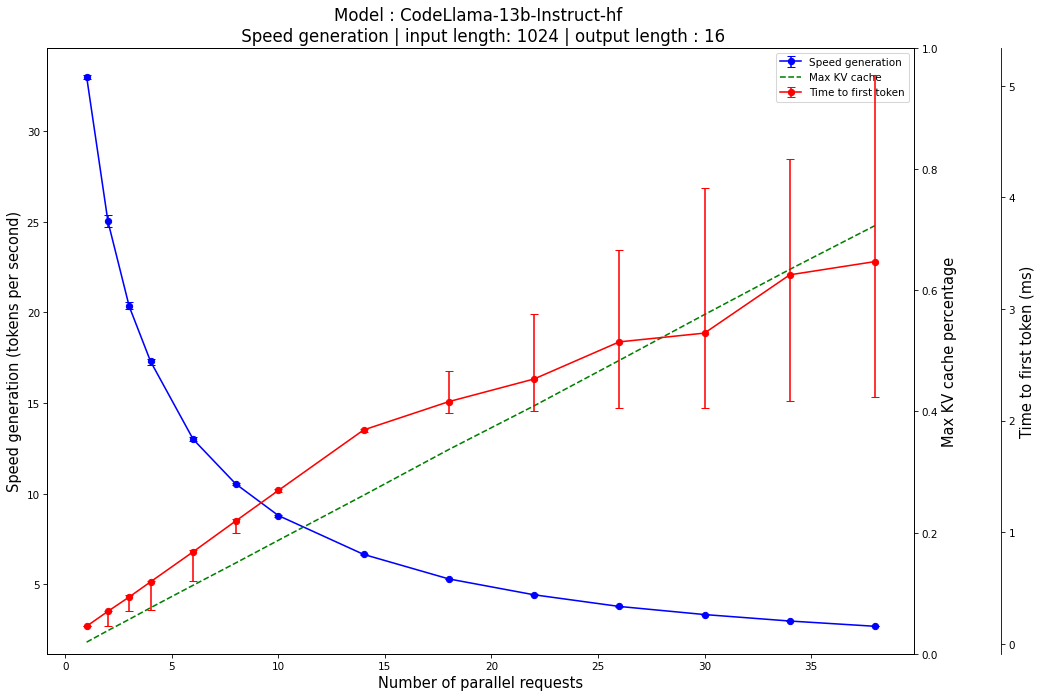 Model : CodeLlama-13b-Instruct-hf
Speed generation | input length: 1024 | output length : 16
Speed generation
Max KV cache
Time to first token
Speed generation (tokens per second)
30
25
20
15
10
5
0
5
10
15
20
25
30
35
Number of parallel requests
1.0
0.8
0.6
0.4
0.2
0.0
Max KV cache percentage
5
4
3
2
1
0
Time to first token (ms)